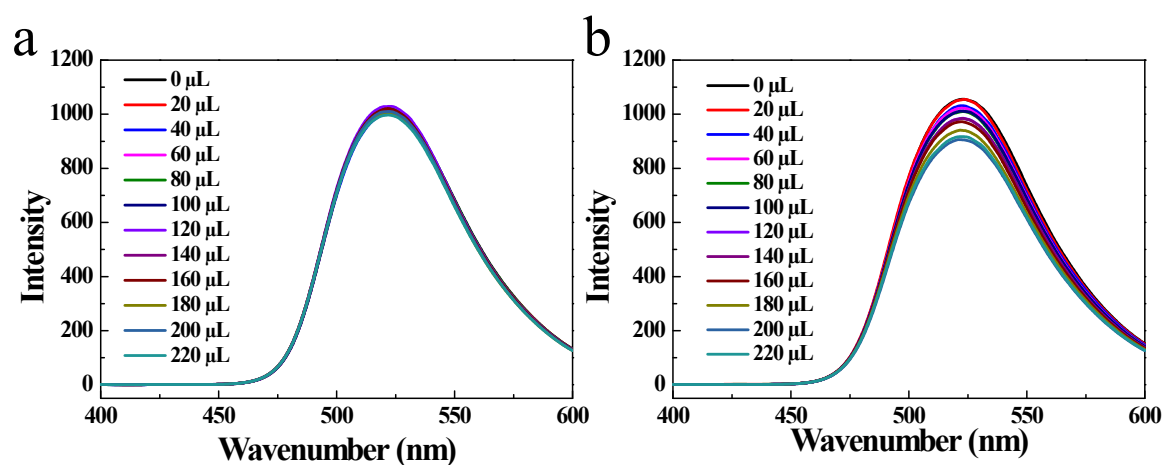 a
1200
1000
800
600
400
200
0
Intensity
0 µL
20 µL
40 µL
60 µL
80 µL
100 µL
120 µL
140 µL
160 µL
180 µL
200 µL
220 µL
400 450 500 550 600
Wavenumber (nm)
b
1200
1000
800
600
400
200
0
Intensity
0 µL
20 µL
40 µL
60 µL
80 µL
100 µL
120 µL
140 µL
160 µL
180 µL
200 µL
220 µL
400 450 500 550 600
Wavenumber (nm)